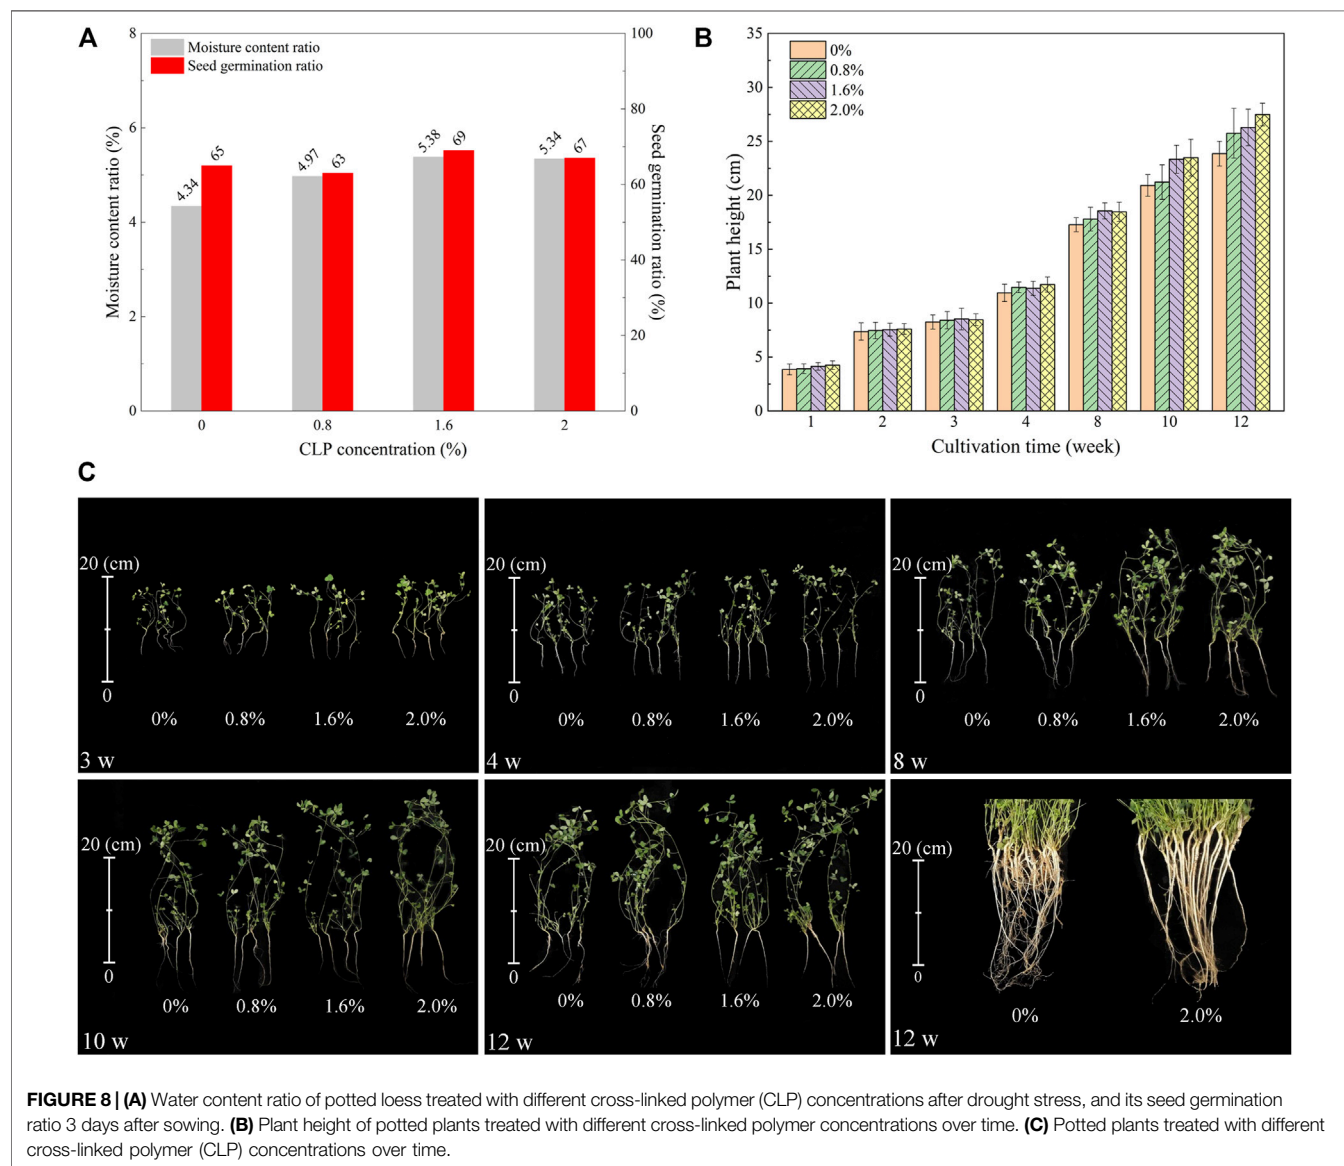 A
Moisture content ratio
Seed germination ratio
Moisture content ratio (%)
0
2
4
6
8
4.34
65
4.97
63
5.38
69
5.34
67
0
20
40
60
80
100
Seed germination ratio (%)
0
0.8
1.6
2
CLP concentration (%)
B
0%
0.8%
1.6%
2.0%
Plant height (cm)
0
5
10
15
20
25
30
35
1
2
3
4
8
10
12
Cultivation time (week)
C
20 (cm)
0
0% 0.8% 1.6% 2.0%
3 w
20 (cm)
0
0% 0.8% 1.6% 2.0%
4 w
20 (cm)
0
0% 0.8% 1.6% 2.0%
8 w
20 (cm)
0
0% 0.8% 1.6% 2.0%
10 w
20 (cm)
0
0% 0.8% 1.6% 2.0%
12 w
20 (cm)
0
0% 2.0%
12 w
FIGURE 8 | (A) Water content ratio of potted loess treated with different cross-linked polymer (CLP) concentrations after drought stress, and its seed germination
ratio 3 days after sowing. (B) Plant height of potted plants treated with different cross-linked polymer concentrations over time. (C) Potted plants treated with different
cross-linked polymer (CLP) concentrations over time.